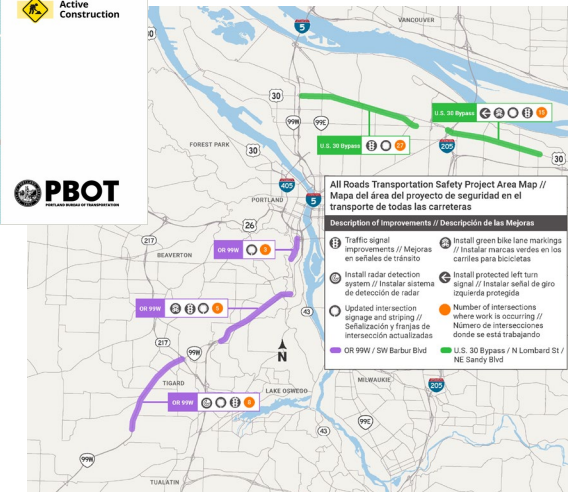 Active
Construction
PBOT
PORTLAND BUREAU OF TRANSPORTATION
VANCOUVER
5
30
30
99W
99E
U.S. 30 Bypass
27
U.S. 30 Bypass
15
205
30
FOREST PARK
30
405
5
PORTLAND
26
217
BEAVERTON
OR 99W
3
OR 99W
6
43
217
99W
TIGARD
OR 99W
8
LAKE OSWEGO
N
MILWAUKIE
205
43
99E
99W
TUALATIN
All Roads Transportation Safety Project Area Map //
Mapa del área del proyecto de seguridad en el
transporte de todas las carreteras
Description of Improvements // Descripción de las Mejoras
Traffic signal
improvements // Mejoras
en señales de tránsito
Install radar detection
system // Instalar sistema
de detección de radar
Updated intersection
signage and striping //
Señalización y franjas de
intersección actualizadas
OR 99W / SW Barbur Blvd
Install green bike lane markings
// Instalar marcas verdes en los
carriles para bicicletas
Install protected left turn
signal // Instalar señal de giro
izquierda protegida
Number of intersections
where work is occurring //
Número de intersecciones
donde se está trabajando
U.S. 30 Bypass / N Lombard St /
NE Sandy Blvd